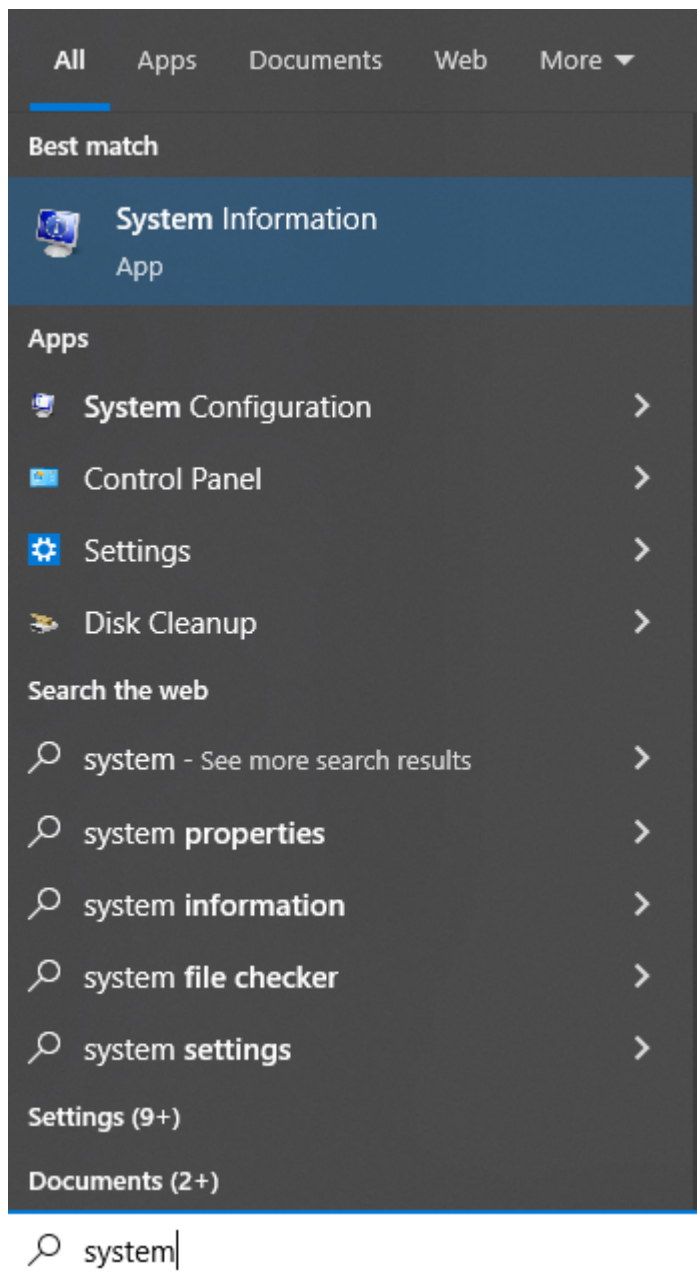 All Apps Documents Web More
Best match
System Information
App
Apps
System Configuration
Control Panel
Settings
Disk Cleanup
Search the web
system - See more search results
system properties
system information
system file checker
system settings
Settings (9+)
Documents (2+)
system